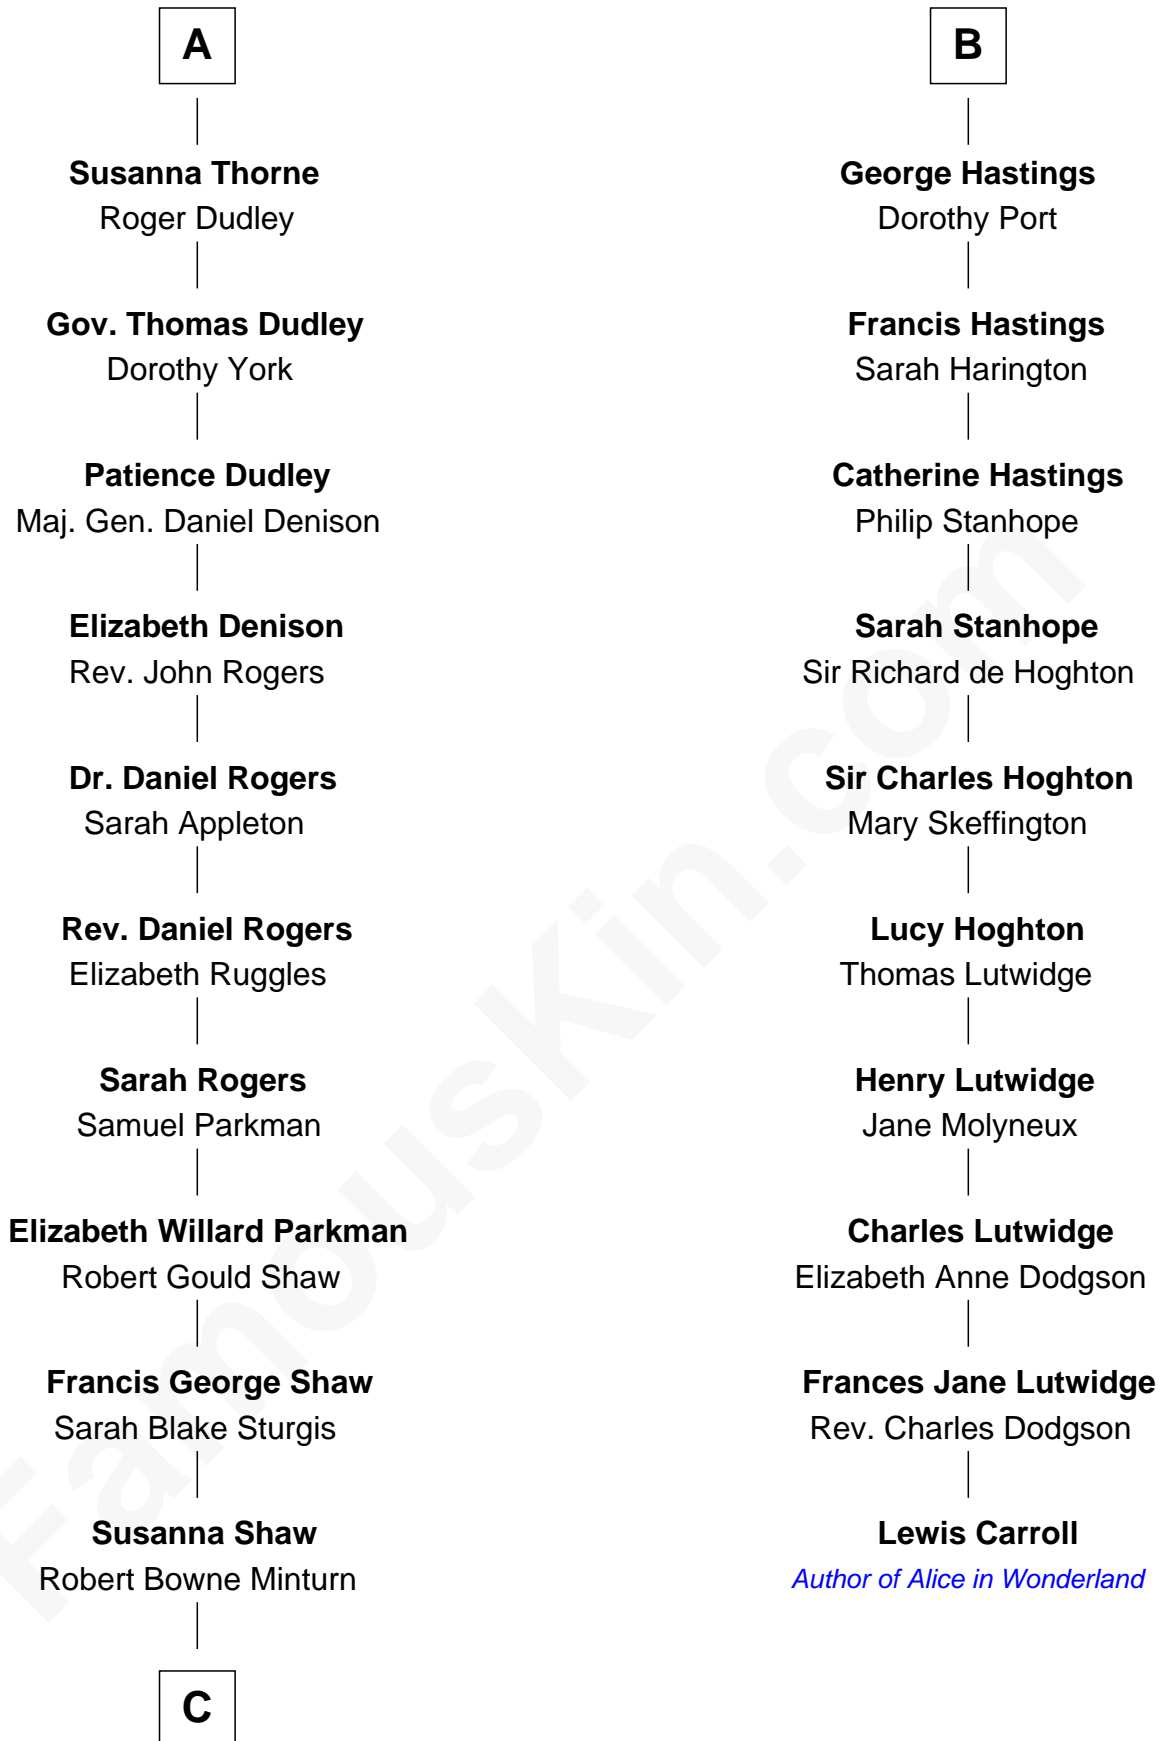 A
Susanna Thorne
Roger Dudley
Gov. Thomas Dudley
Dorothy York
Patience Dudley
Maj. Gen. Daniel Denison
Elizabeth Denison
Rev. John Rogers
Dr. Daniel Rogers
Sarah Appleton
Rev. Daniel Rogers
Elizabeth Ruggles
Sarah Rogers
Samuel Parkman
Elizabeth Willard Parkman
Robert Gould Shaw
Francis George Shaw
Sarah Blake Sturgis
Susanna Shaw
Robert Bowne Minturn
C
B
George Hastings
Dorothy Port
Francis Hastings
Sarah Harington
Catherine Hastings
Philip Stanhope
Sarah Stanhope
Sir Richard de Hoghton
Sir Charles Hoghton
Mary Skeffington
Lucy Hoghton
Thomas Lutwidge
Henry Lutwidge
Jane Molyneux
Charles Lutwidge
Elizabeth Anne Dodgson
Frances Jane Lutwidge
Rev. Charles Dodgson
Lewis Carroll
Author of Alice in Wonderland
FamousKin.com